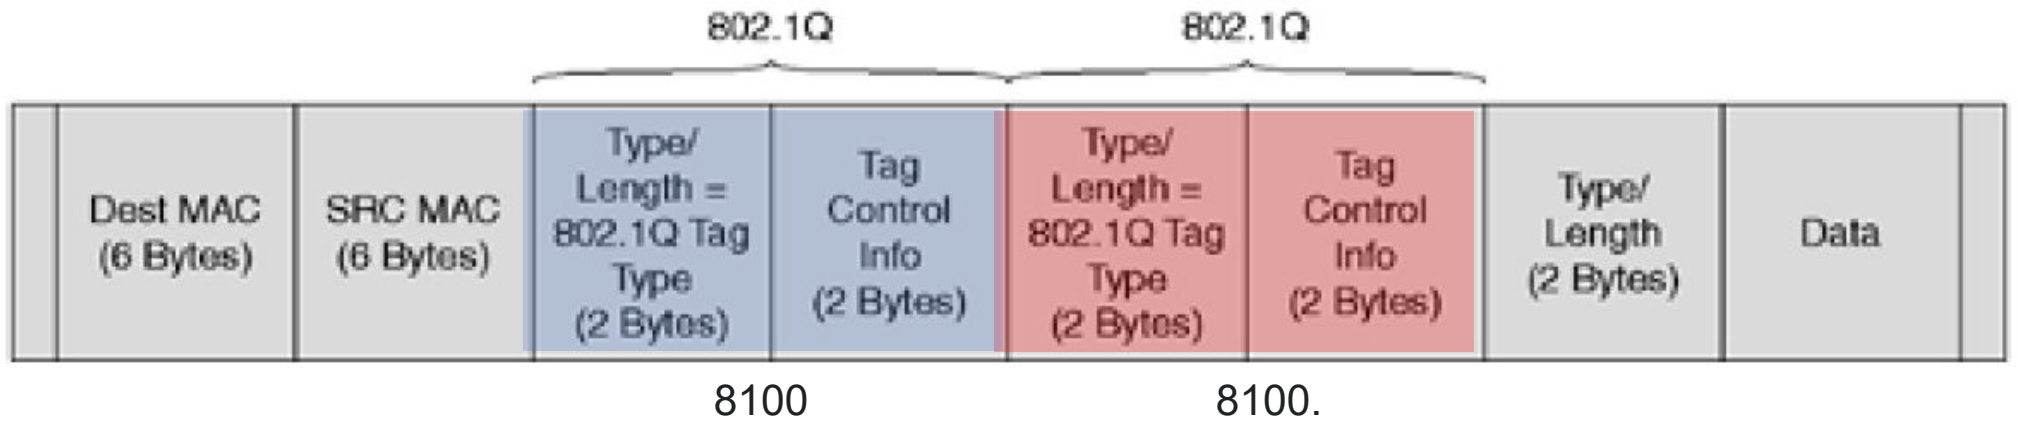 802.1Q
802.1Q
Dest MAC
(6 Bytes)
SRC MAC
(6 Bytes)
Type/
Length =
802.1Q Tag
Type
(2 Bytes)
Tag
Control
Info
(2 Bytes)
Type/
Length =
802.1Q Tag
Type
(2 Bytes)
Tag
Control
Info
(2 Bytes)
Type/
Length
(2 Bytes)
Data
8100
8100.